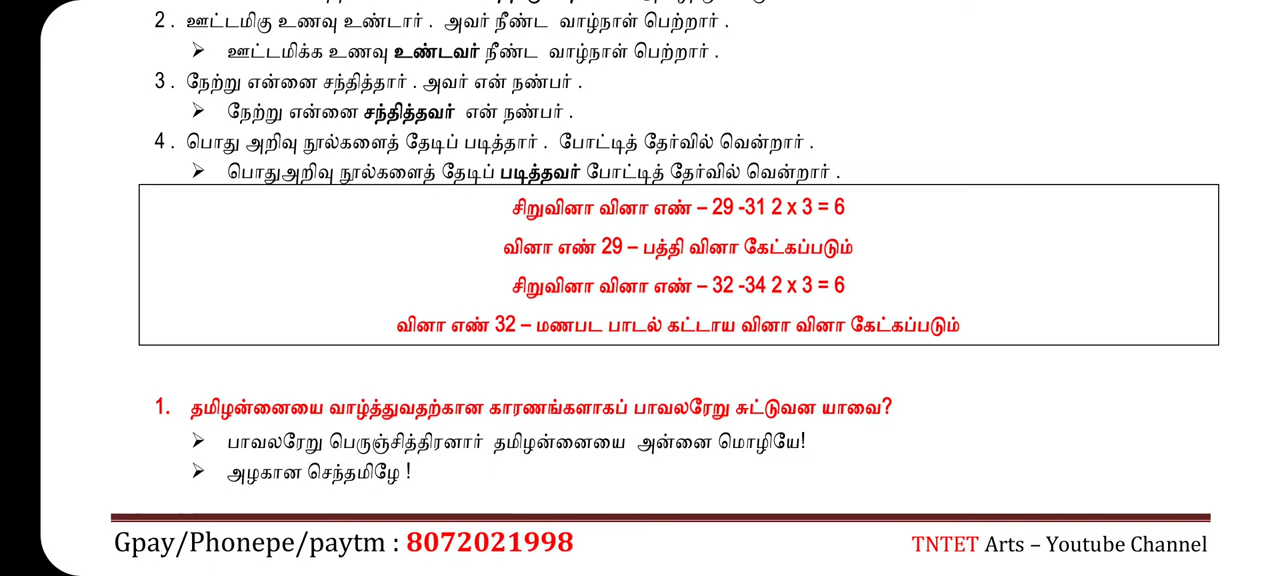 2 . ஊட்டமிகு உணவு உண்டார் . அவர் நீண்ட வாழ்நாள் பெற்றார் .
➢ ஊட்டமிக்க உணவு உண்டவர் நீண்ட வாழ்நாள் பெற்றார் .
3 . நேற்று என்னை சந்தித்தார் . அவர் என் நண்பர் .
➢ நேற்று என்னை சந்தித்தவர் என் நண்பர் .
4 . பொது அறிவு நூல்களைத் தேடிப் படித்தார் . போட்டித் தேர்வில் வென்றார் .
➢ பொதுஅறிவு நூல்களைத் தேடிப் படித்தவர் போட்டித் தேர்வில் வென்றார் .
சிறுவினா வினா எண் – 29 -31 2 x 3 = 6
வினா எண் 29 – பத்தி வினா கேட்கப்படும்
சிறுவினா வினா எண் – 32 -34 2 x 3 = 6
வினா எண் 32 – மணபட பாடல் கட்டாய வினா வினா கேட்கப்படும்
1. தமிழன்னையை வாழ்த்துவதற்கான காரணங்களாகப் பாவலரேறு சுட்டுவன யாவை?
➢ பாவலரேறு பெருஞ்சித்திரனார் தமிழன்னையை அன்னை மொழியே!
➢ அழகான செந்தமிழே !
Gpay/Phonepe/paytm : 8072021998
TNTET Arts – Youtube Channel